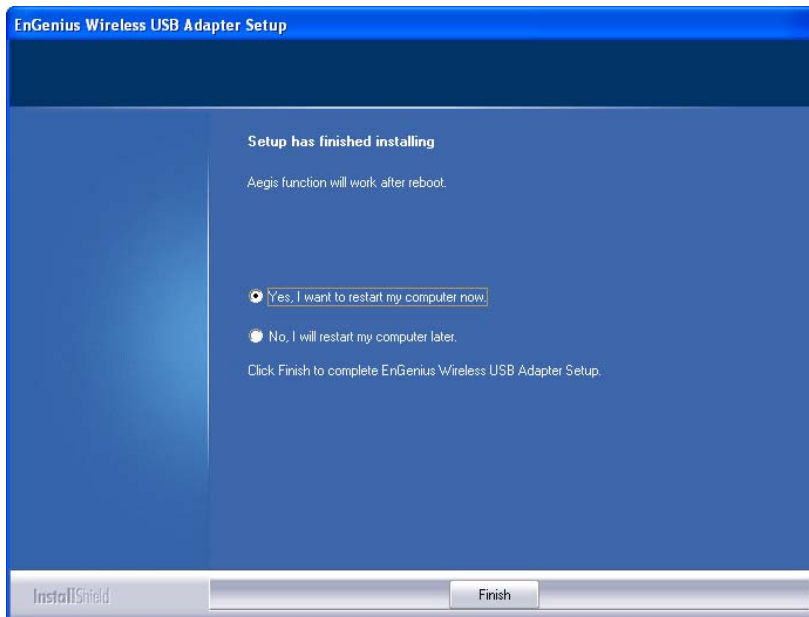 EnGenius Wireless USB Adapter Setup
Setup has finished installing
Aegis function will work after reboot.
Yes, I want to restart my computer now.
No, I will restart my computer later.
Click Finish to complete EnGenius Wireless USB Adapter Setup.
InstallShield
Finish